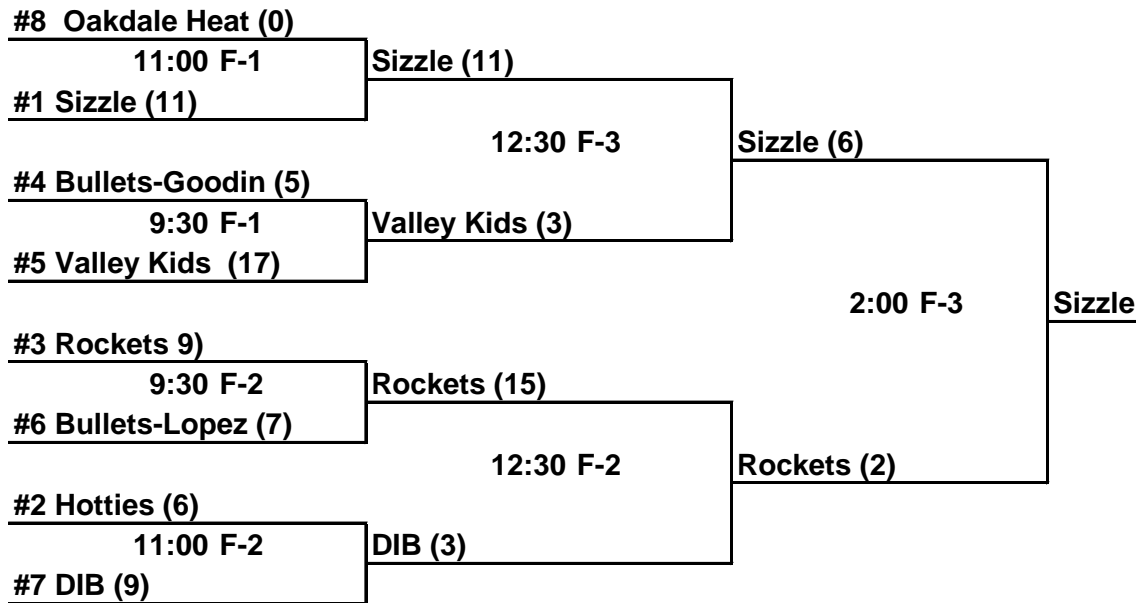 #8  Oakdale Heat (0)
11:00 F-1
Sizzle (11)
#1 Sizzle (11)
12:30 F-3
Sizzle (6)
#4 Bullets-Goodin (5)
9:30 F-1
Valley Kids (3)
#5 Valley Kids  (17)
2:00 F-3
Sizzle
#3 Rockets 9)
9:30 F-2
Rockets (15)
#6 Bullets-Lopez (7)
12:30 F-2
Rockets (2)
#2 Hotties (6)
11:00 F-2
DIB (3)
#7 DIB (9)